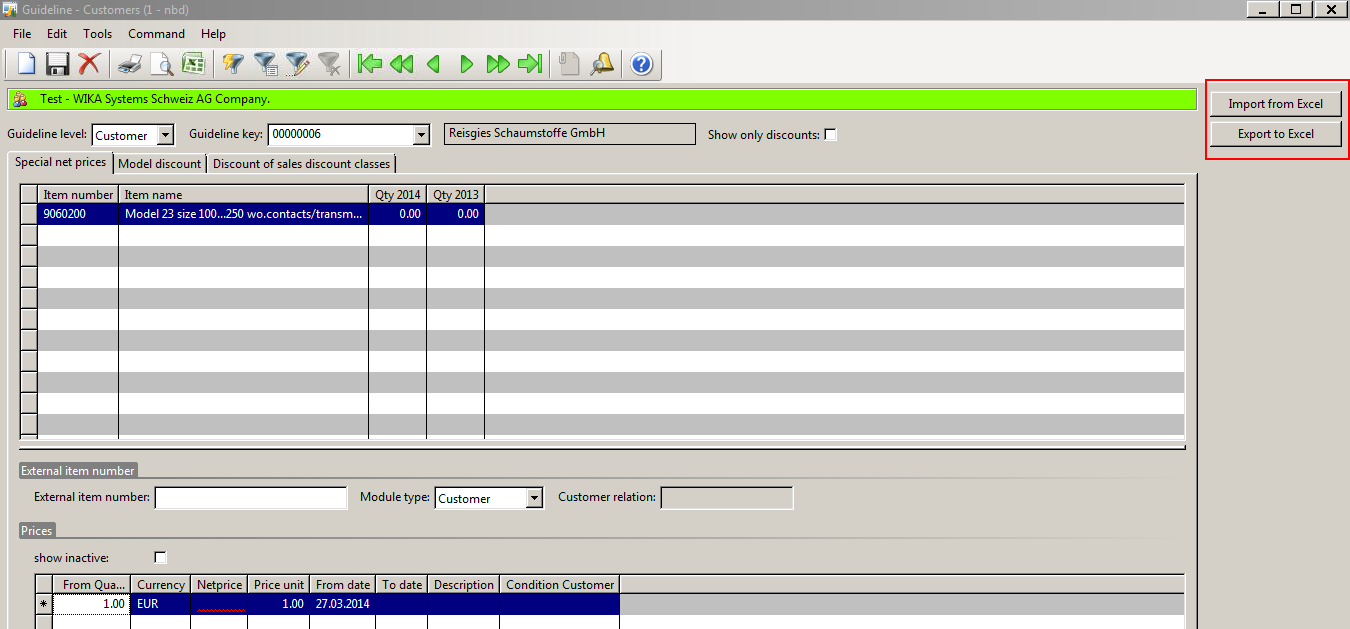 Guideline - Customers (1 - nbd)
File Edit Tools Command Help
Test - WIKA Systems Schweiz AG Company.
Import from Excel
Export to Excel
Guideline level: Customer Guideline key: 00000006 Reisgies Schaumstoffe GmbH Show only discounts:
Special net prices Model discount Discount of sales discount classes
Item number Item name Qty 2014 Qty 2013
9060200 Model 23 size 100...250 wo.contacts/transm... 0.00 0.00
External item number
External item number: Module type: Customer Customer relation:
Prices
show inactive:
From Qua... Currency Netprice Price unit From date To date Description Condition Customer
* 1.00 EUR 1.00 27.03.2014